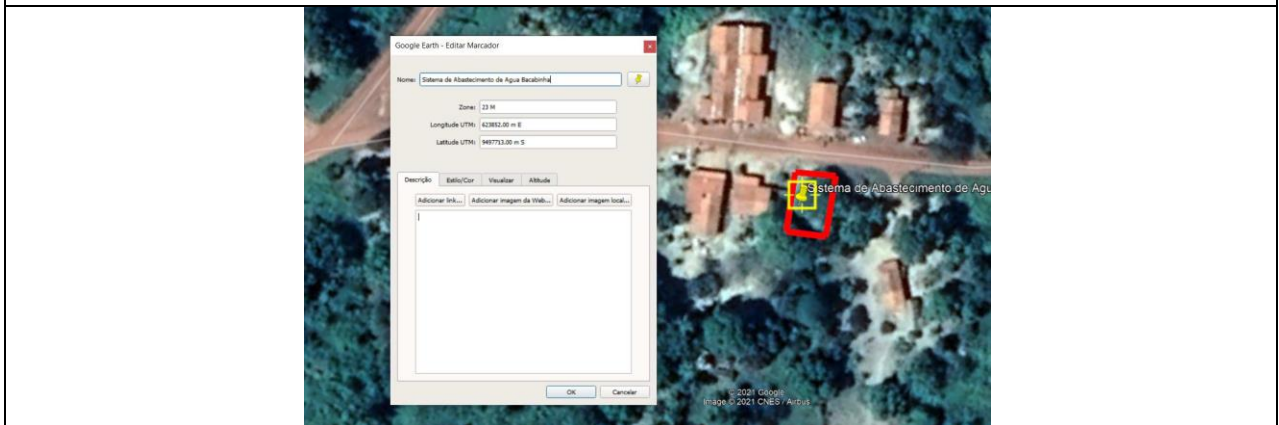 Google Earth - Editar Marcador
Nome: Sistema de Abastecimento de Agua Bacabinha
Zone: 23 M
Longitude UTM: 623852.00 m E
Latitude UTM: 9497713.00 m S
Descrição Estilo/Cor Visualizar Altitude
Adicionar link... Adicionar imagem da Web... Adicionar imagem local...
OK Cancelar
Sistema de Abastecimento de Agu
© 2021 Google
Image © 2021 CNES / Airbus